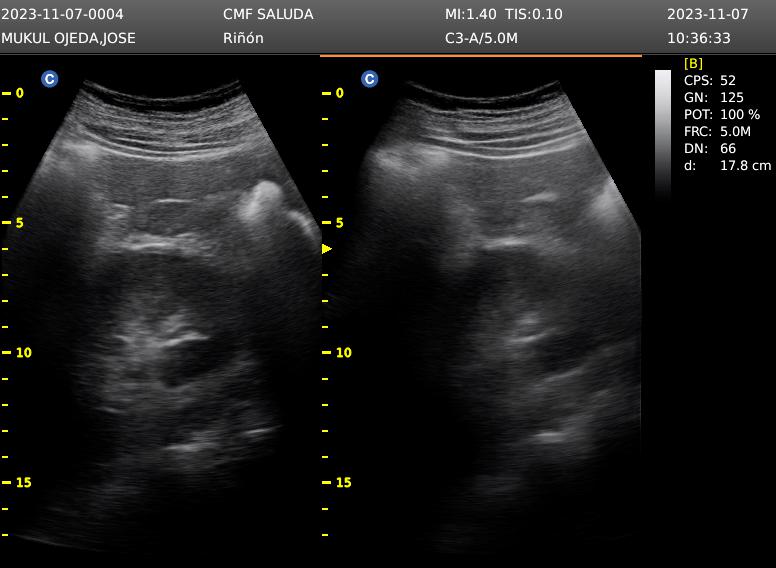 2023-11-07-0004 CMF SALUDA MI:1.40 TIS:0.10 2023-11-07
MUKUL OJEDA,JOSE Riñón C3-A/5.0M 10:36:33
[B]
CPS: 52
GN: 125
POT: 100 %
FRC: 5.0M
DN: 66
d: 17.8 cm
C C
0 0
5 5
10 10
15 15